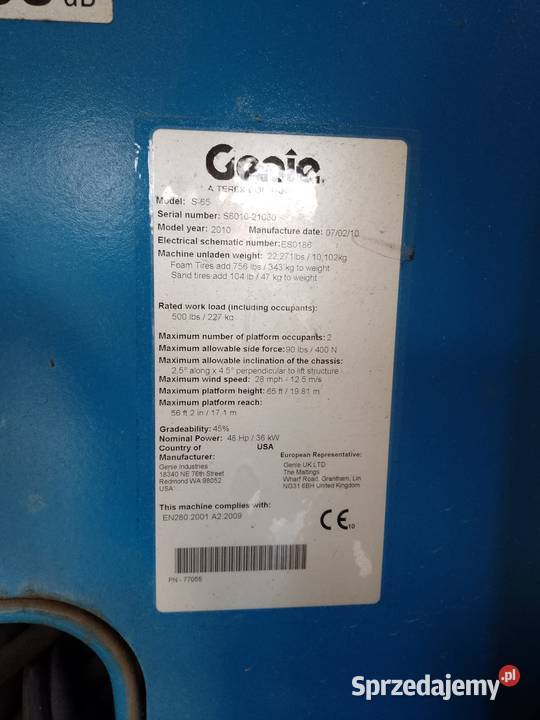 dB
Genie
A TEREX
Model: S-65
Serial number: S6010-21030
Model year: 2010 Manufacture date: 07/02/10
Electrical schematic number: ES0186
Machine unladen weight: 22,271lbs / 10,102kg
Foam Tires add 756 lbs / 343 kg to weight
Sand tires add 104 lb / 47 kg to weight
Rated work load (including occupants):
500 lbs / 227 kg
Maximum number of platform occupants: 2
Maximum allowable side force: 90 lbs / 400 N
Maximum allowable inclination of the chassis:
2.5° along x 4.5° perpendicular to lift structure
Maximum wind speed: 28 mph - 12.5 m/s
Maximum platform height: 65 ft / 19.81 m
Maximum platform reach:
56 ft 2 in / 17.1 m
Gradeability: 45%
Nominal Power: 48 Hp / 36 kW
Country of USA
Manufacturer:
Genie Industries
18340 NE 76th Street
Redmond WA 98052
USA
European Representative:
Genie UK LTD
The Maltings
Wharf Road, Grantham, Lin
NG31 6BH United Kingdom
This machine complies with:
EN280:2001 A2:2009
CE 10
PN - 77055
Sprzedajemy.pl